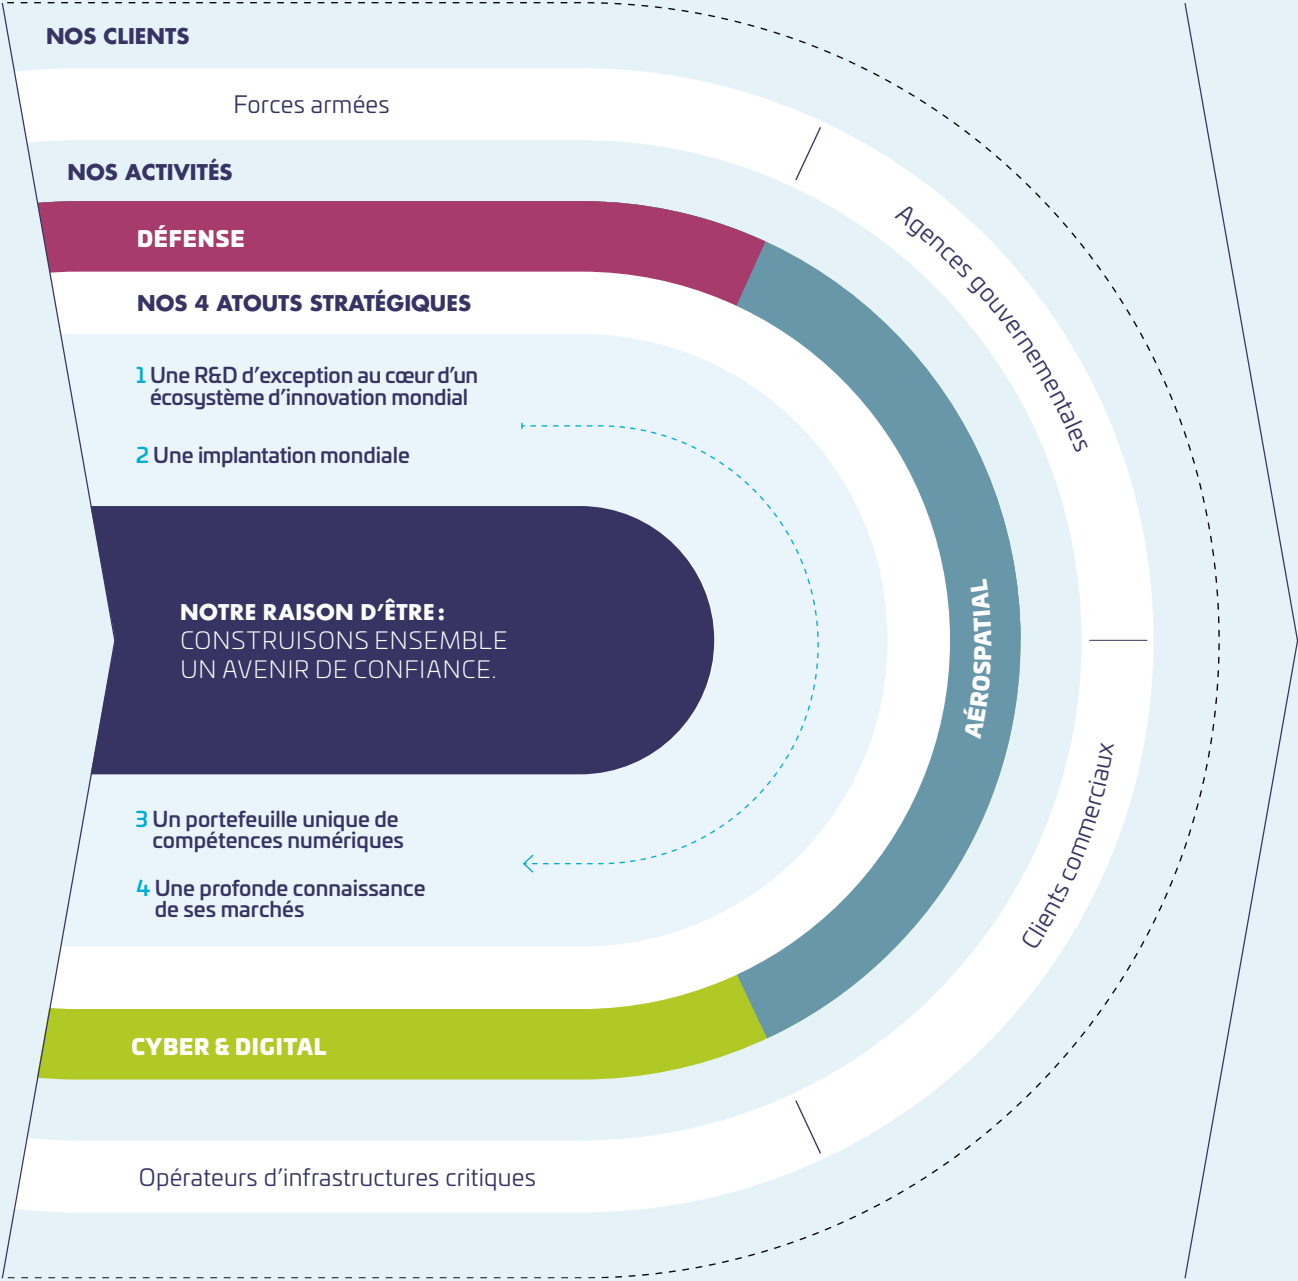 NOS CLIENTS
Forces armées
Agences gouvernementales
Clients commerciaux
Opérateurs d’infrastructures critiques
NOS ACTIVITÉS
DÉFENSE
AÉROSPATIAL
CYBER & DIGITAL
NOS 4 ATOUTS STRATÉGIQUES
1 Une R&D d’exception au cœur d’un
écosystème d’innovation mondial
2 Une implantation mondiale
3 Un portefeuille unique de
compétences numériques
4 Une profonde connaissance
de ses marchés
NOTRE RAISON D’ÊTRE :
CONSTRUISONS ENSEMBLE
UN AVENIR DE CONFIANCE.